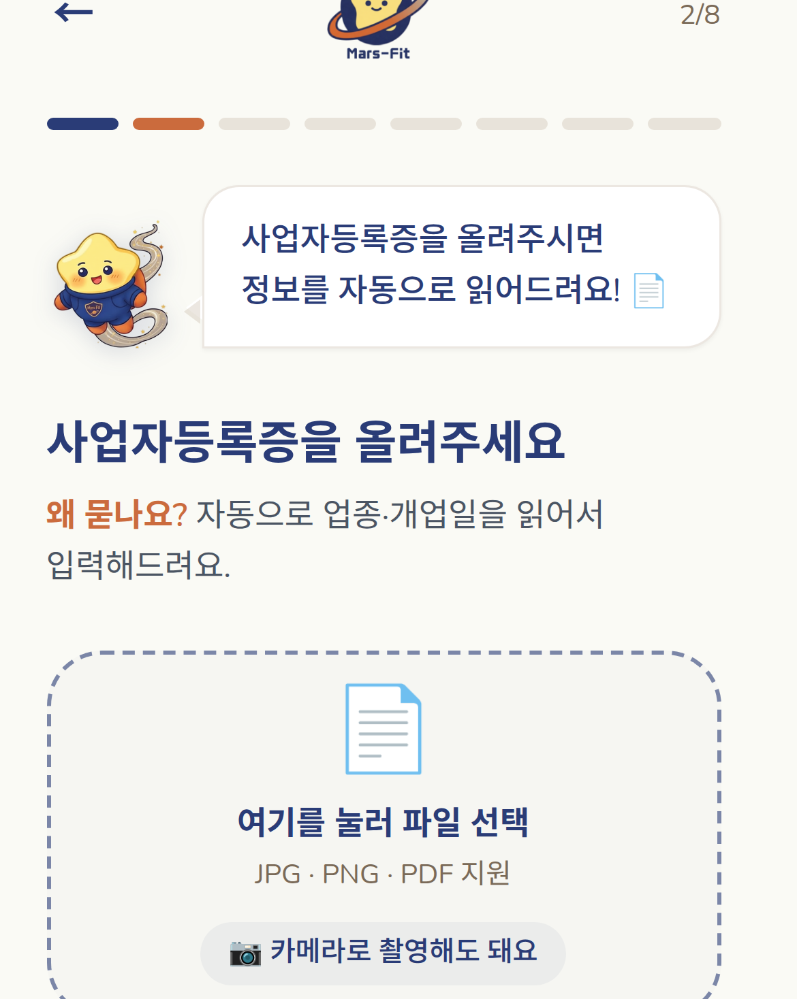 2/8
Mars-Fit
사업자등록증을 올려주시면
정보를 자동으로 읽어드려요!
Mars-Fit
사업자등록증을 올려주세요
왜 묻나요? 자동으로 업종·개업일을 읽어서
입력해드려요.
여기를 눌러 파일 선택
JPG · PNG · PDF 지원
카메라로 촬영해도 돼요